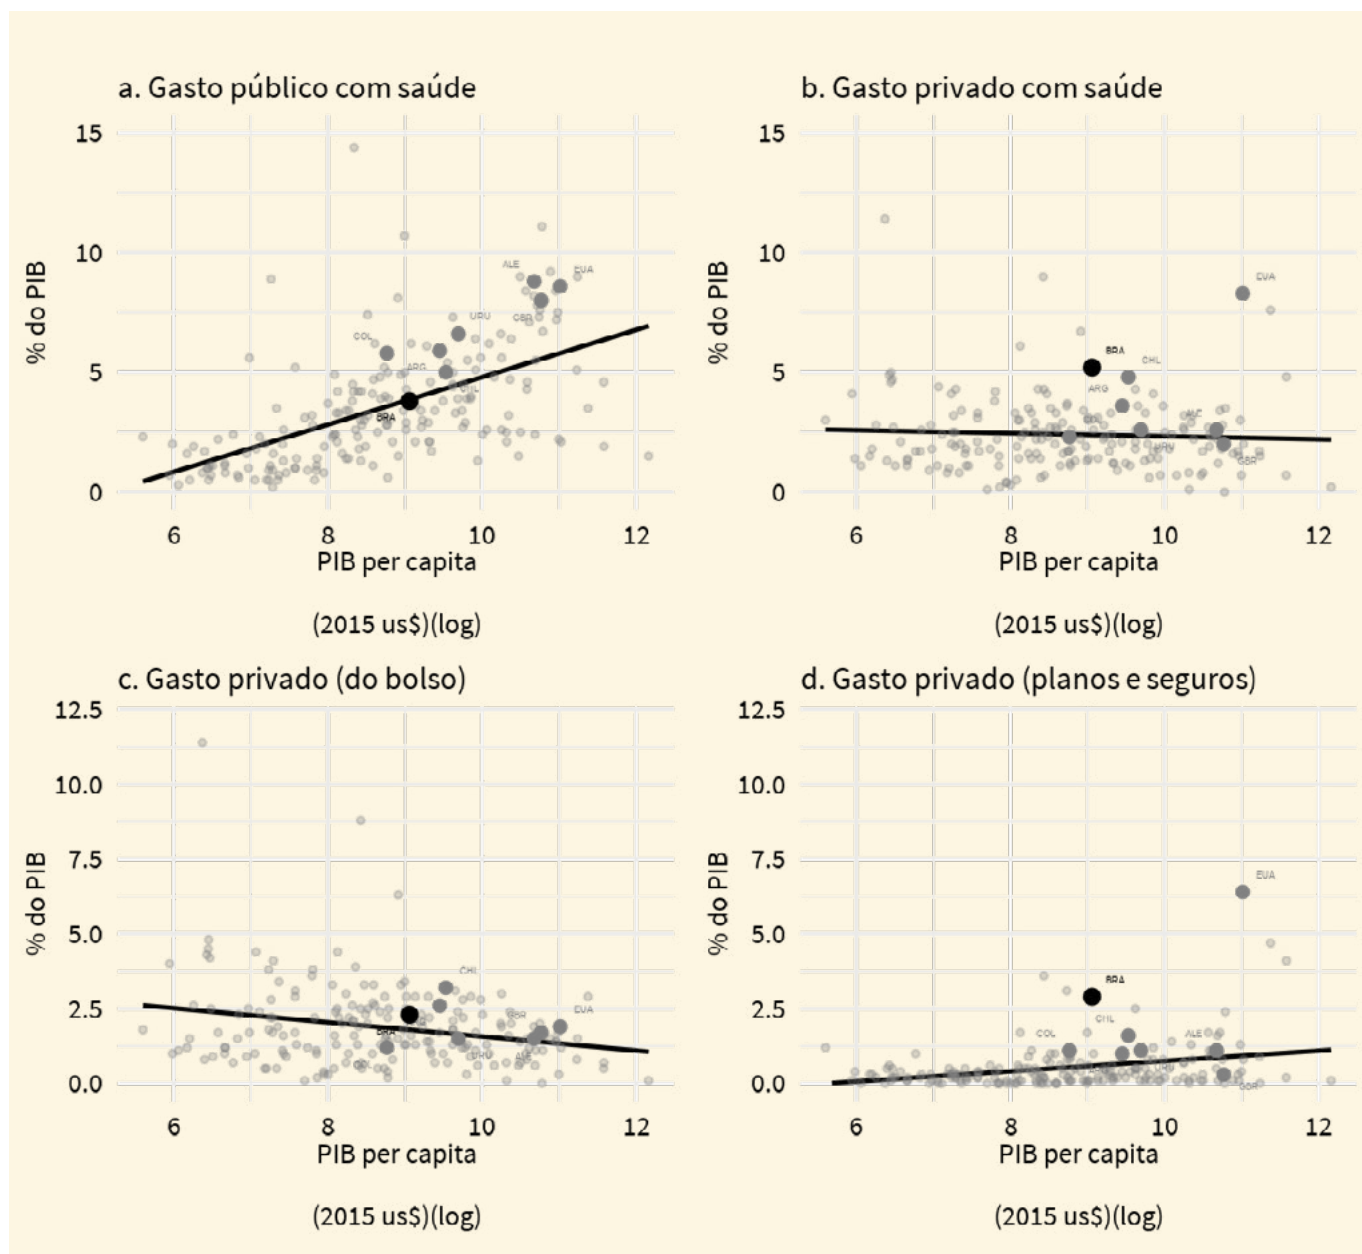 a. Gasto público com saúde
15
10
5
0
% do PIB
ALE
EUA
URU
GBR
COL
ARG
CHL
BRA
6 8 10 12
PIB per capita
(2015 us$)(log)
b. Gasto privado com saúde
15
10
5
0
% do PIB
EUA
BRA
CHL
ARG
ALE
URU
GBR
6 8 10 12
PIB per capita
(2015 us$)(log)
c. Gasto privado (do bolso)
12.5
10.0
7.5
5.0
2.5
0.0
% do PIB
CHL
GBR
EUA
BRA
URU
ALE
COL
6 8 10 12
PIB per capita
(2015 us$)(log)
d. Gasto privado (planos e seguros)
12.5
10.0
7.5
5.0
2.5
0.0
% do PIB
EUA
BRA
CHL
COL
ALE
URU
GBR
6 8 10 12
PIB per capita
(2015 us$)(log)